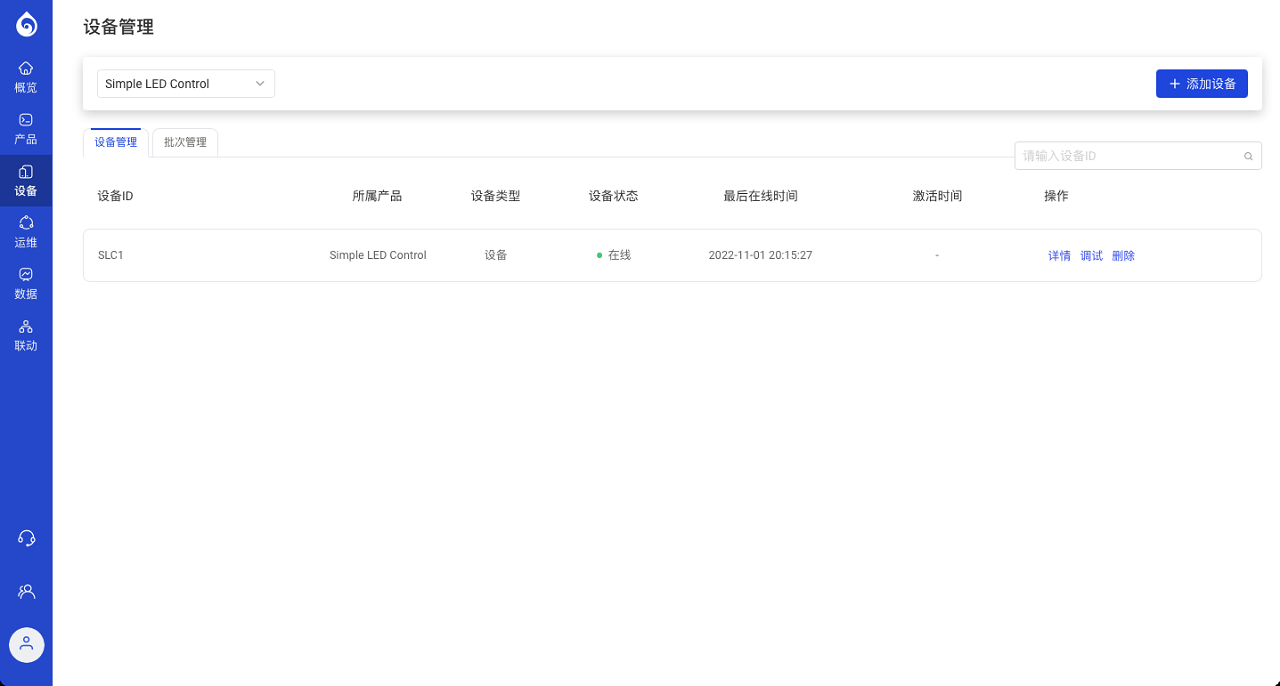 设备管理
概览
产品
设备
运维
数据
联动
Simple LED Control
添加设备
设备管理 批次管理
请输入设备ID
设备ID 所属产品 设备类型 设备状态 最后在线时间 激活时间 操作
SLC1 Simple LED Control 设备 在线 2022-11-01 20:15:27 - 详情 调试 删除